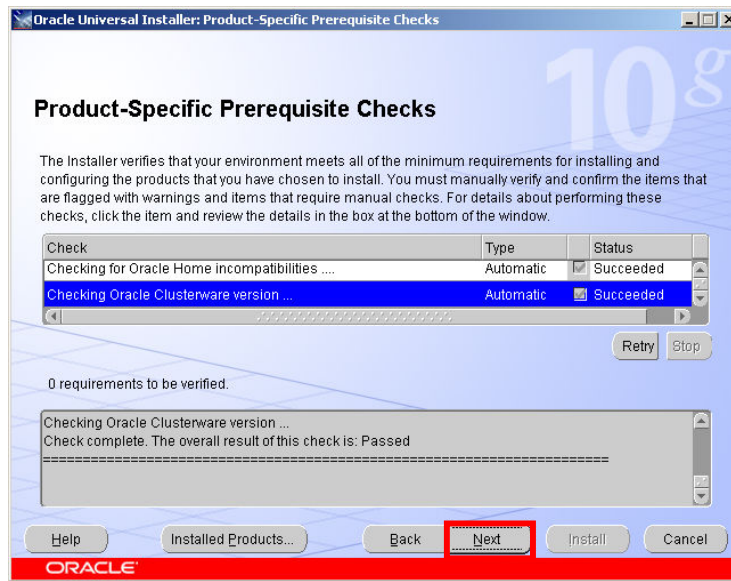 Oracle Universal Installer: Product-Specific Prerequisite Checks
10g
Product-Specific Prerequisite Checks
The Installer verifies that your environment meets all of the minimum requirements for installing and
configuring the products that you have chosen to install. You must manually verify and confirm the items that
are flagged with warnings and items that require manual checks. For details about performing these
checks, click the item and review the details in the box at the bottom of the window.
Check Type Status
Checking for Oracle Home incompatibilities .... Automatic Succeeded
Checking Oracle Clusterware version ... Automatic Succeeded
Retry Stop
0 requirements to be verified.
Checking Oracle Clusterware version ...
Check complete. The overall result of this check is: Passed
========================================================================
Help Installed Products... Back Next Install Cancel
ORACLE